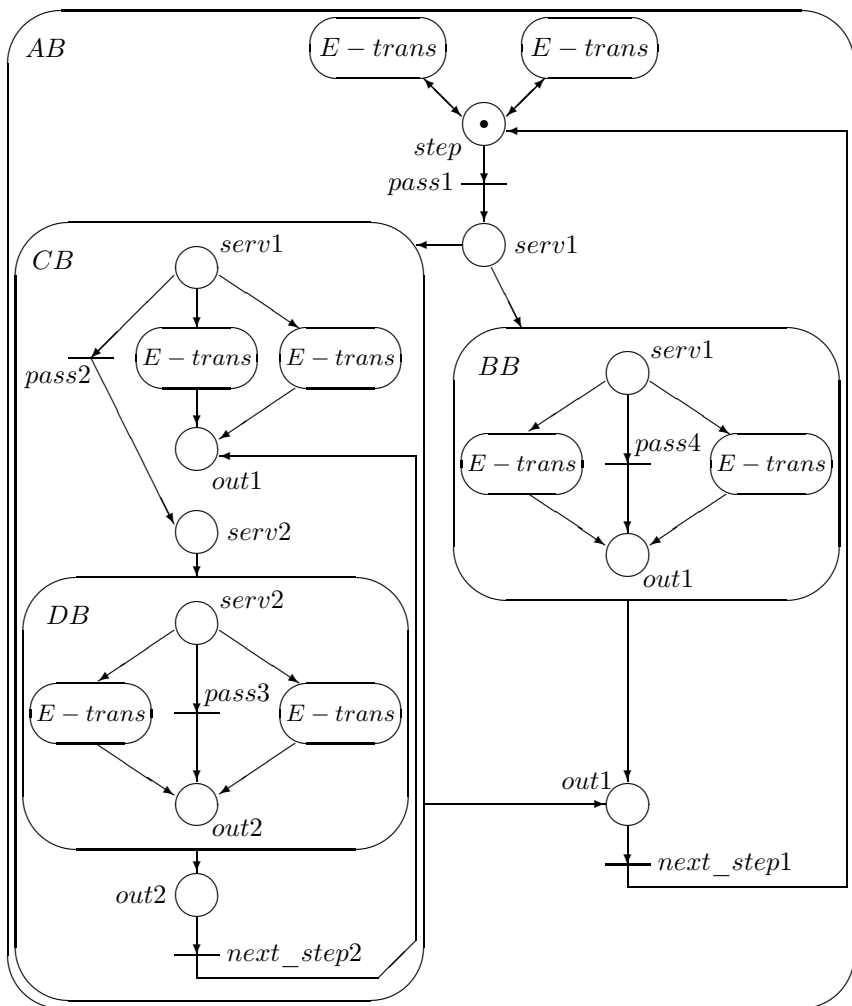 AB
E − trans
E − trans
step
pass1
serv1
CB
serv1
E − trans
E − trans
pass2
out1
serv2
BB
serv1
E − trans
pass4
E − trans
out1
DB
serv2
E − trans
pass3
E − trans
out2
out2
next_step2
out1
next_step1